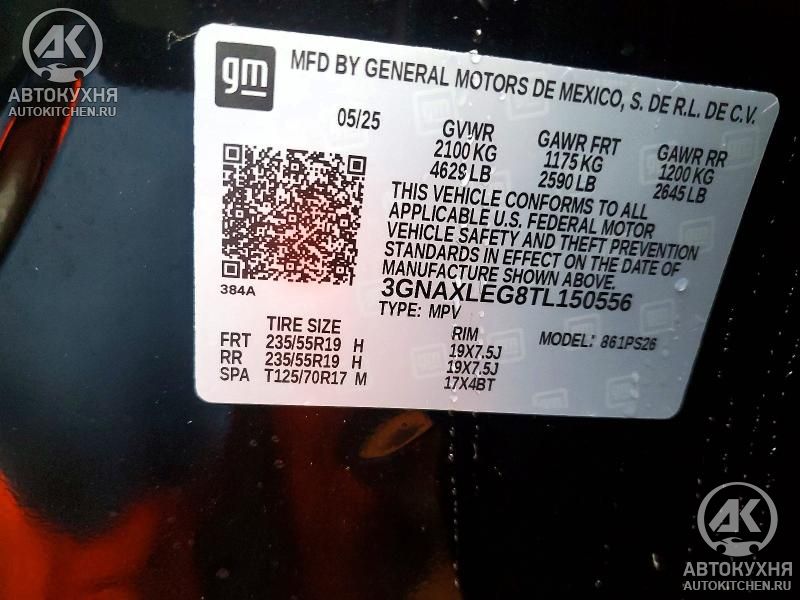 AK
АВТОКУХНЯ
AUTOKITCHEN.RU
gm
MFD BY GENERAL MOTORS DE MEXICO, S. DE R.L. DE C.V.
05/25
GVWR
2100 KG
4629 LB
GAWR FRT
1175 KG
2590 LB
GAWR RR
1200 KG
2645 LB
THIS VEHICLE CONFORMS TO ALL
APPLICABLE U.S. FEDERAL MOTOR
VEHICLE SAFETY AND THEFT PREVENTION
STANDARDS IN EFFECT ON THE DATE OF
MANUFACTURE SHOWN ABOVE.
384A
3GNAXLEG8TL150556
TYPE: MPV
MODEL: 861PS26
TIRE SIZE RIM
FRT 235/55R19 H 19X7.5J
RR 235/55R19 H 19X7.5J
SPA T125/70R17 M 17X4BT
AK
АВТОКУХНЯ
AUTOKITCHEN.RU